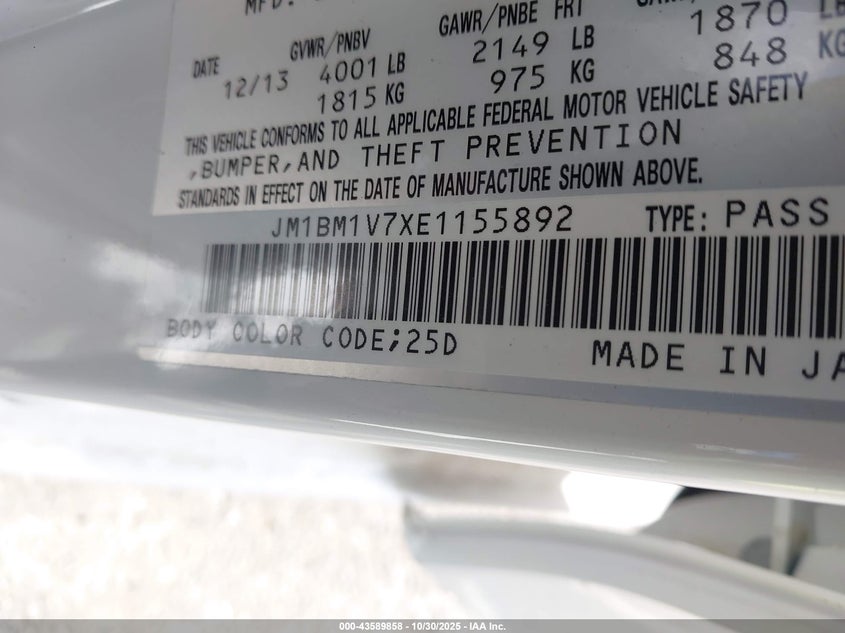 MFD.
DATE GVWR/PNBV GAWR/PNBE FRT
12/13 4001 LB 2149 LB 1870 LB
1815 KG 975 KG 848 KG
THIS VEHICLE CONFORMS TO ALL APPLICABLE FEDERAL MOTOR VEHICLE SAFETY
,BUMPER,AND THEFT PREVENTION
STANDARDS IN EFFECT ON THE DATE OF MANUFACTURE SHOWN ABOVE.
JM1BM1V7XE1155892 TYPE: PASS
BODY COLOR CODE;25D
MADE IN JA
000-43589858 - 10/30/2025 - IAA Inc.